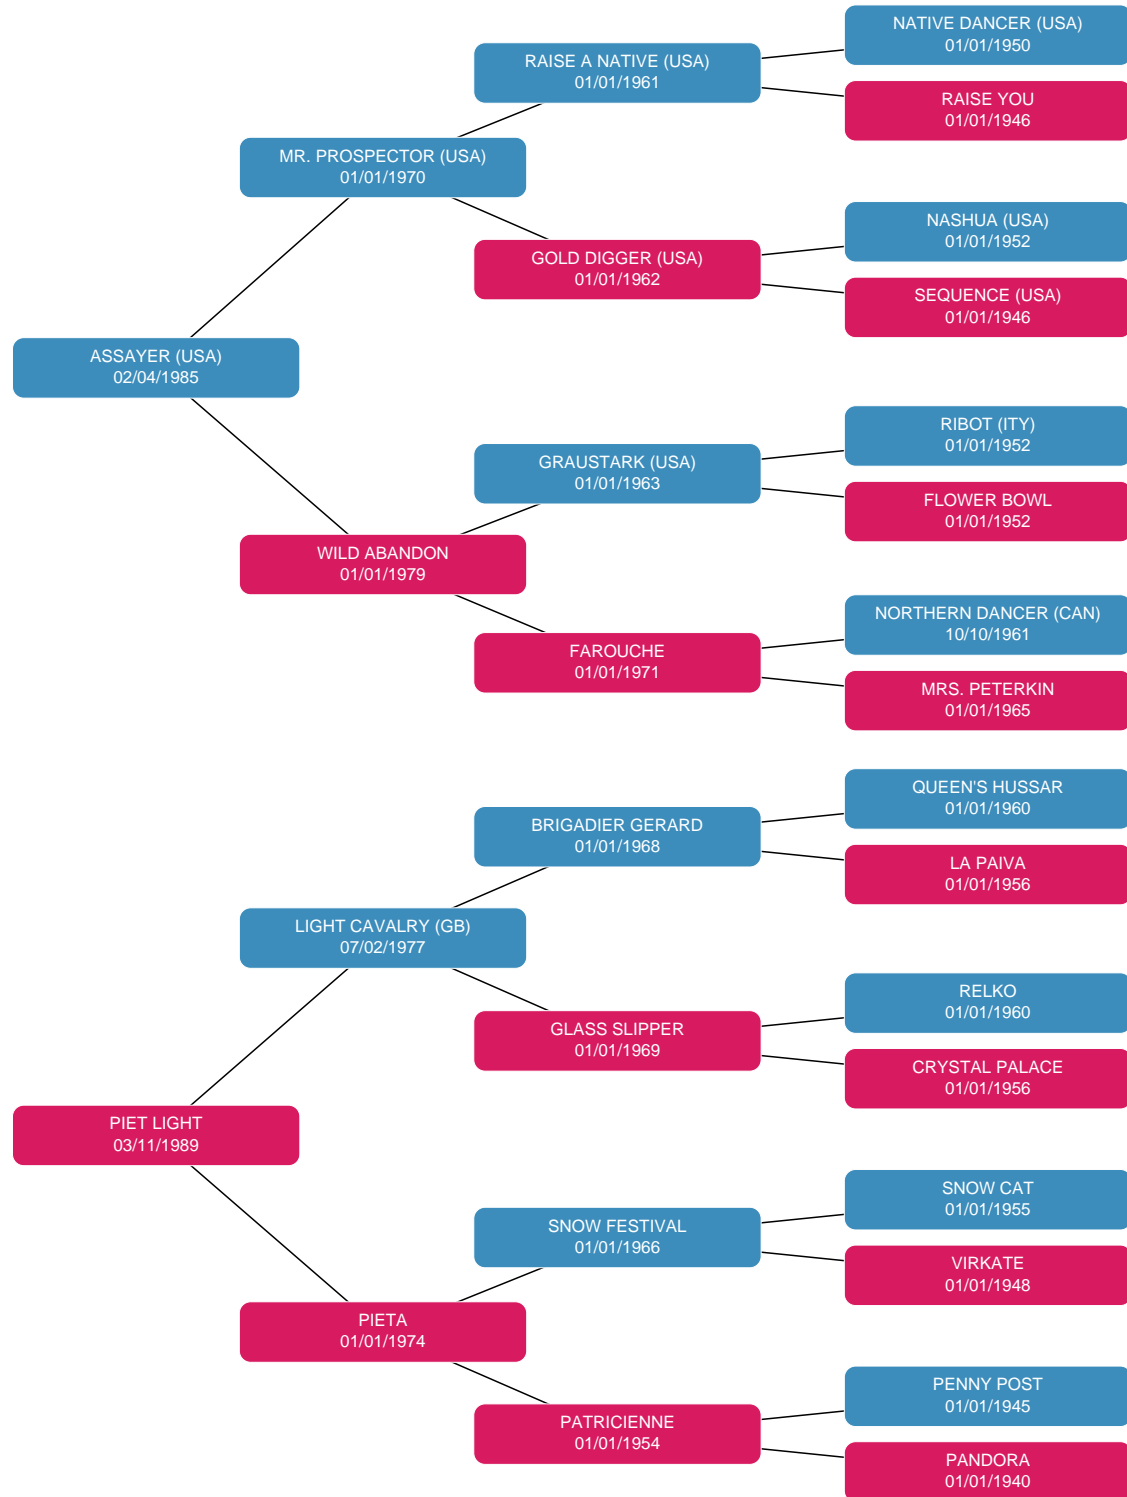 NATIVE DANCER (USA)
01/01/1950
RAISE A NATIVE (USA)
01/01/1961
RAISE YOU
01/01/1946
MR. PROSPECTOR (USA)
01/01/1970
NASHUA (USA)
01/01/1952
GOLD DIGGER (USA)
01/01/1962
SEQUENCE (USA)
01/01/1946
ASSAYER (USA)
02/04/1985
RIBOT (ITY)
01/01/1952
GRAUSTARK (USA)
01/01/1963
FLOWER BOWL
01/01/1952
WILD ABANDON
01/01/1979
NORTHERN DANCER (CAN)
10/10/1961
FAROUCHE
01/01/1971
MRS. PETERKIN
01/01/1965
QUEEN'S HUSSAR
01/01/1960
BRIGADIER GERARD
01/01/1968
LA PAIVA
01/01/1956
LIGHT CAVALRY (GB)
07/02/1977
RELKO
01/01/1960
GLASS SLIPPER
01/01/1969
CRYSTAL PALACE
01/01/1956
PIET LIGHT
03/11/1989
SNOW CAT
01/01/1955
SNOW FESTIVAL
01/01/1966
VIRKATE
01/01/1948
PIETA
01/01/1974
PENNY POST
01/01/1945
PATRICIENNE
01/01/1954
PANDORA
01/01/1940